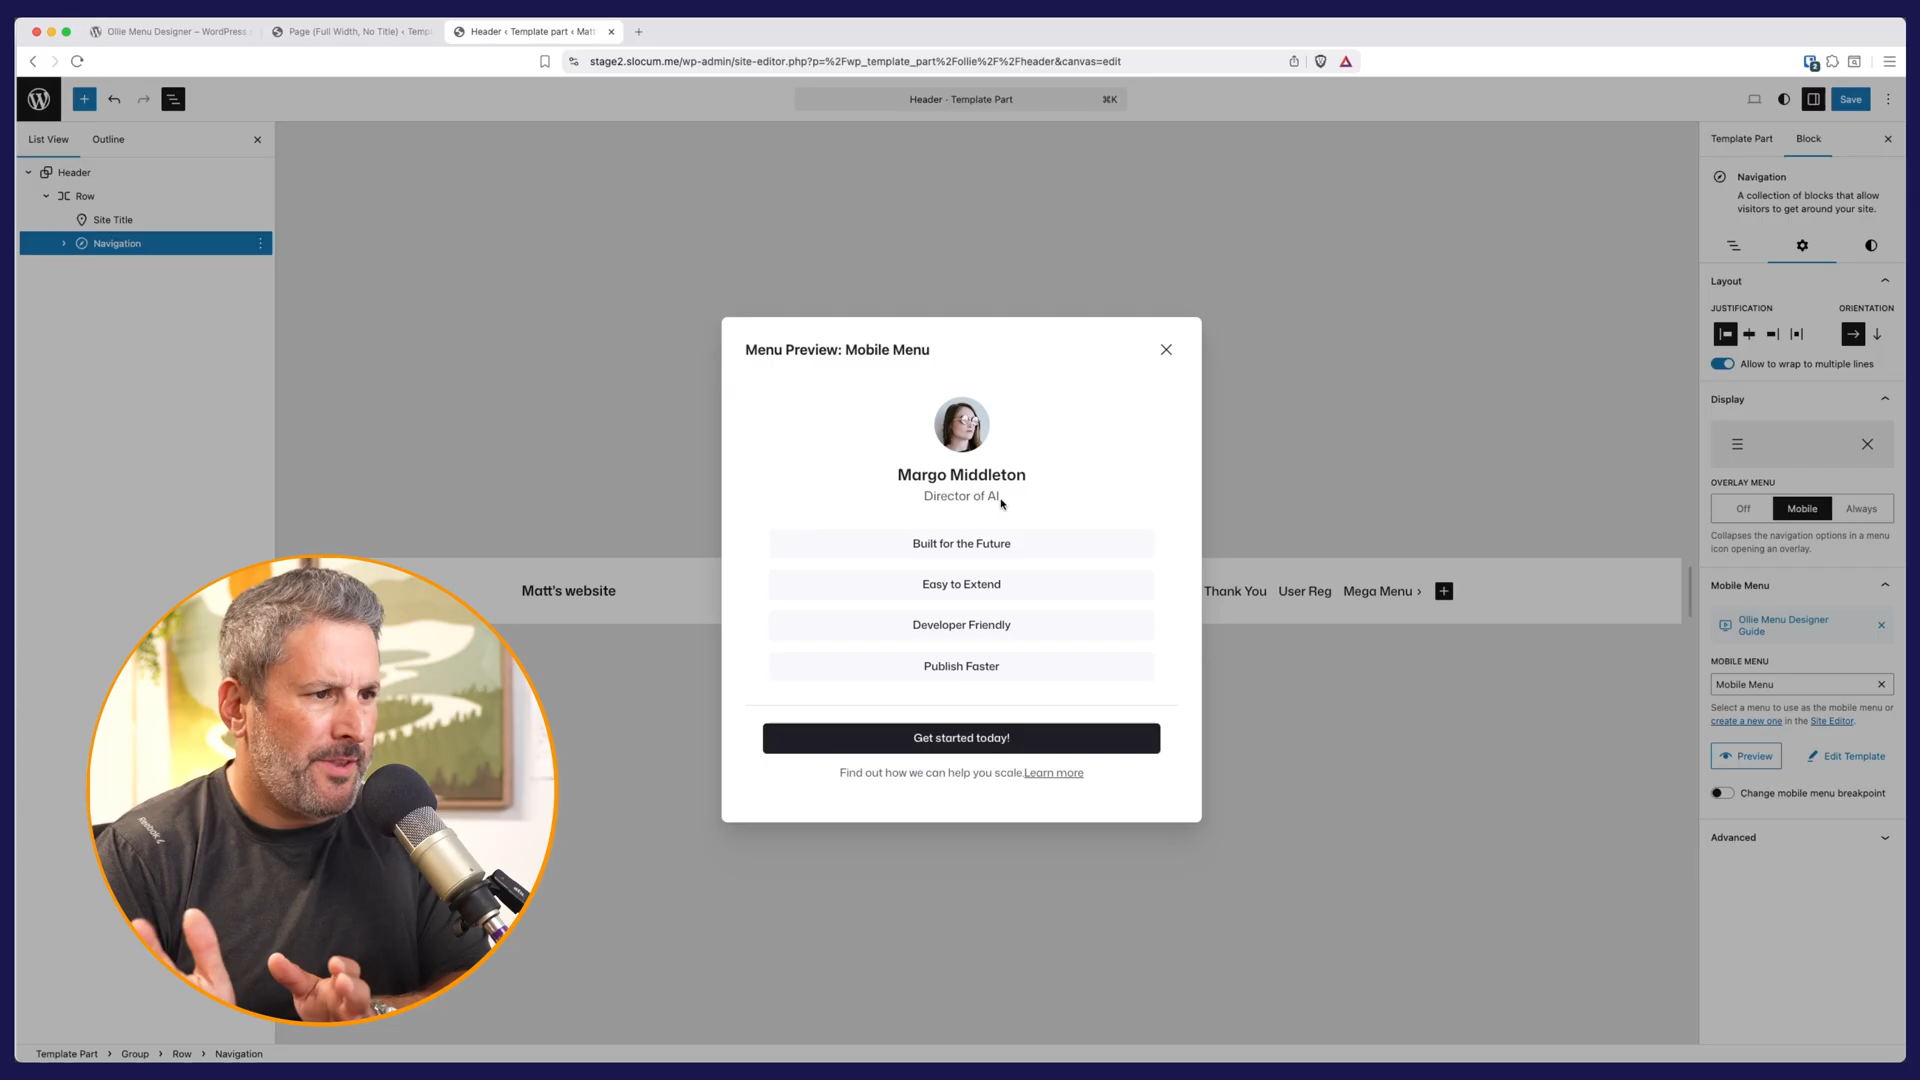 Ollie Menu Designer – WordPress
Page (Full Width, No Title) ‹ Templ
Header ‹ Template part ‹ Matt
stage2.slocum.me/wp-admin/site-editor.php?p=%2Fwp_template_part%2Follie%2F%2Fheader&canvas=edit
2
Header · Template Part
⌘K
Save
List View
Outline
Header
Row
Site Title
Navigation
Template Part
Block
Navigation
A collection of blocks that allow
visitors to get around your site.
Layout
JUSTIFICATION
ORIENTATION
Allow to wrap to multiple lines
Display
OVERLAY MENU
Off
Mobile
Always
Collapses the navigation options in a menu
icon opening an overlay.
Mobile Menu
Ollie Menu Designer
Guide
MOBILE MENU
Mobile Menu
Select a menu to use as the mobile menu or
create a new one in the Site Editor.
Preview
Edit Template
Change mobile menu breakpoint
Advanced
Menu Preview: Mobile Menu
Margo Middleton
Director of AI
Built for the Future
Easy to Extend
Developer Friendly
Publish Faster
Get started today!
Find out how we can help you scale.Learn more
Matt's website
Thank You
User Reg
Mega Menu ›
Reebok
Template Part › Group › Row › Navigation